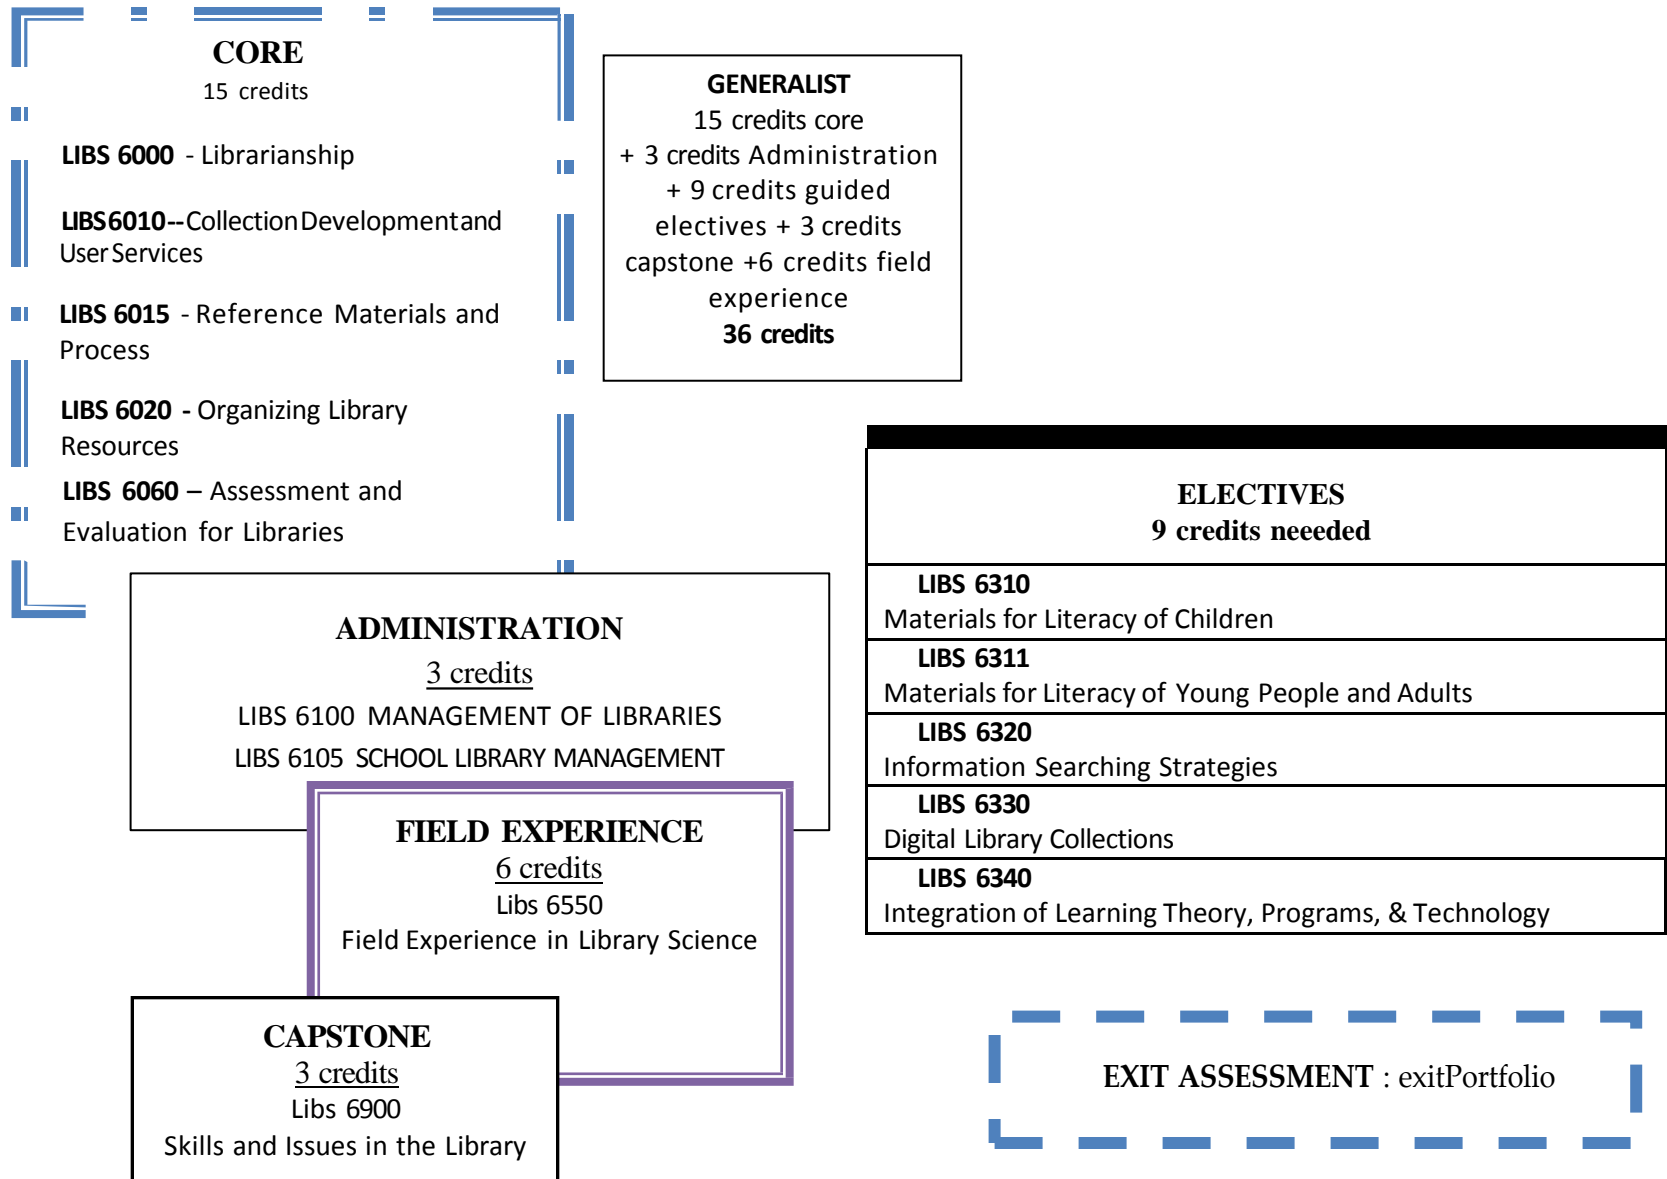 CORE
15 credits
LIBS 6000 - Librarianship
LIBS6010--Collection Development and
User Services
LIBS 6015 - Reference Materials and
Process
LIBS 6020 - Organizing Library
Resources
LIBS 6060 – Assessment and
Evaluation for Libraries
GENERALIST
15 credits core
+ 3 credits Administration
+ 9 credits guided
electives + 3 credits
capstone +6 credits field
experience
36 credits
ADMINISTRATION
3 credits
LIBS 6100 MANAGEMENT OF LIBRARIES
LIBS 6105 SCHOOL LIBRARY MANAGEMENT
FIELD EXPERIENCE
6 credits
Libs 6550
Field Experience in Library Science
CAPSTONE
3 credits
Libs 6900
Skills and Issues in the Library
ELECTIVES
9 credits neeeded
LIBS 6310
Materials for Literacy of Children
LIBS 6311
Materials for Literacy of Young People and Adults
LIBS 6320
Information Searching Strategies
LIBS 6330
Digital Library Collections
LIBS 6340
Integration of Learning Theory, Programs, & Technology
EXIT ASSESSMENT : exitPortfolio